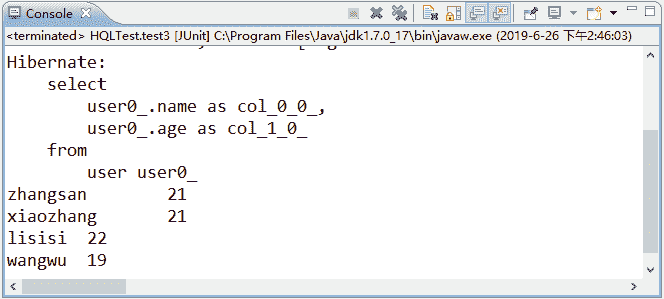 Console
<terminated> HQLTest.test3 [JUnit] C:\Program Files\Java\jdk1.7.0_17\bin\javaw.exe (2019-6-26 下午2:46:03)
Hibernate:
    select
        user0_.name as col_0_0_,
        user0_.age as col_1_0_
    from
        user user0_
zhangsan        21
xiaozhang       21
lisisi  22
wangwu  19